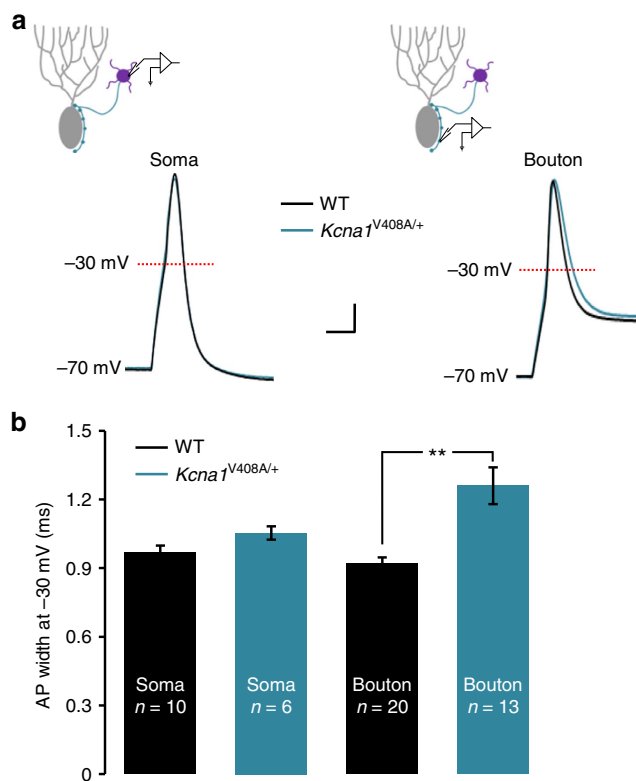 a
Soma
Bouton
WT
Kcna1V408A/+
–30 mV
–30 mV
–70 mV
–70 mV
b
1.5
1.2
0.9
0.6
0.3
0
AP width at –30 mV (ms)
WT
Kcna1V408A/+
**
Soma
n = 10
Soma
n = 6
Bouton
n = 20
Bouton
n = 13